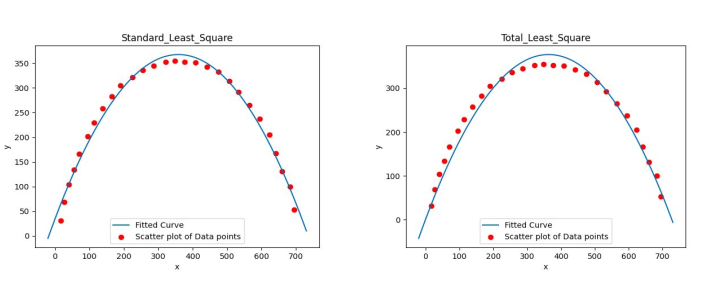 Standard_Least_Square
350
300
250
200
150
100
50
0
y
0 100 200 300 400 500 600 700
x
Fitted Curve
Scatter plot of Data points
Total_Least_Square
300
200
100
0
y
0 100 200 300 400 500 600 700
x
Fitted Curve
Scatter plot of Data points